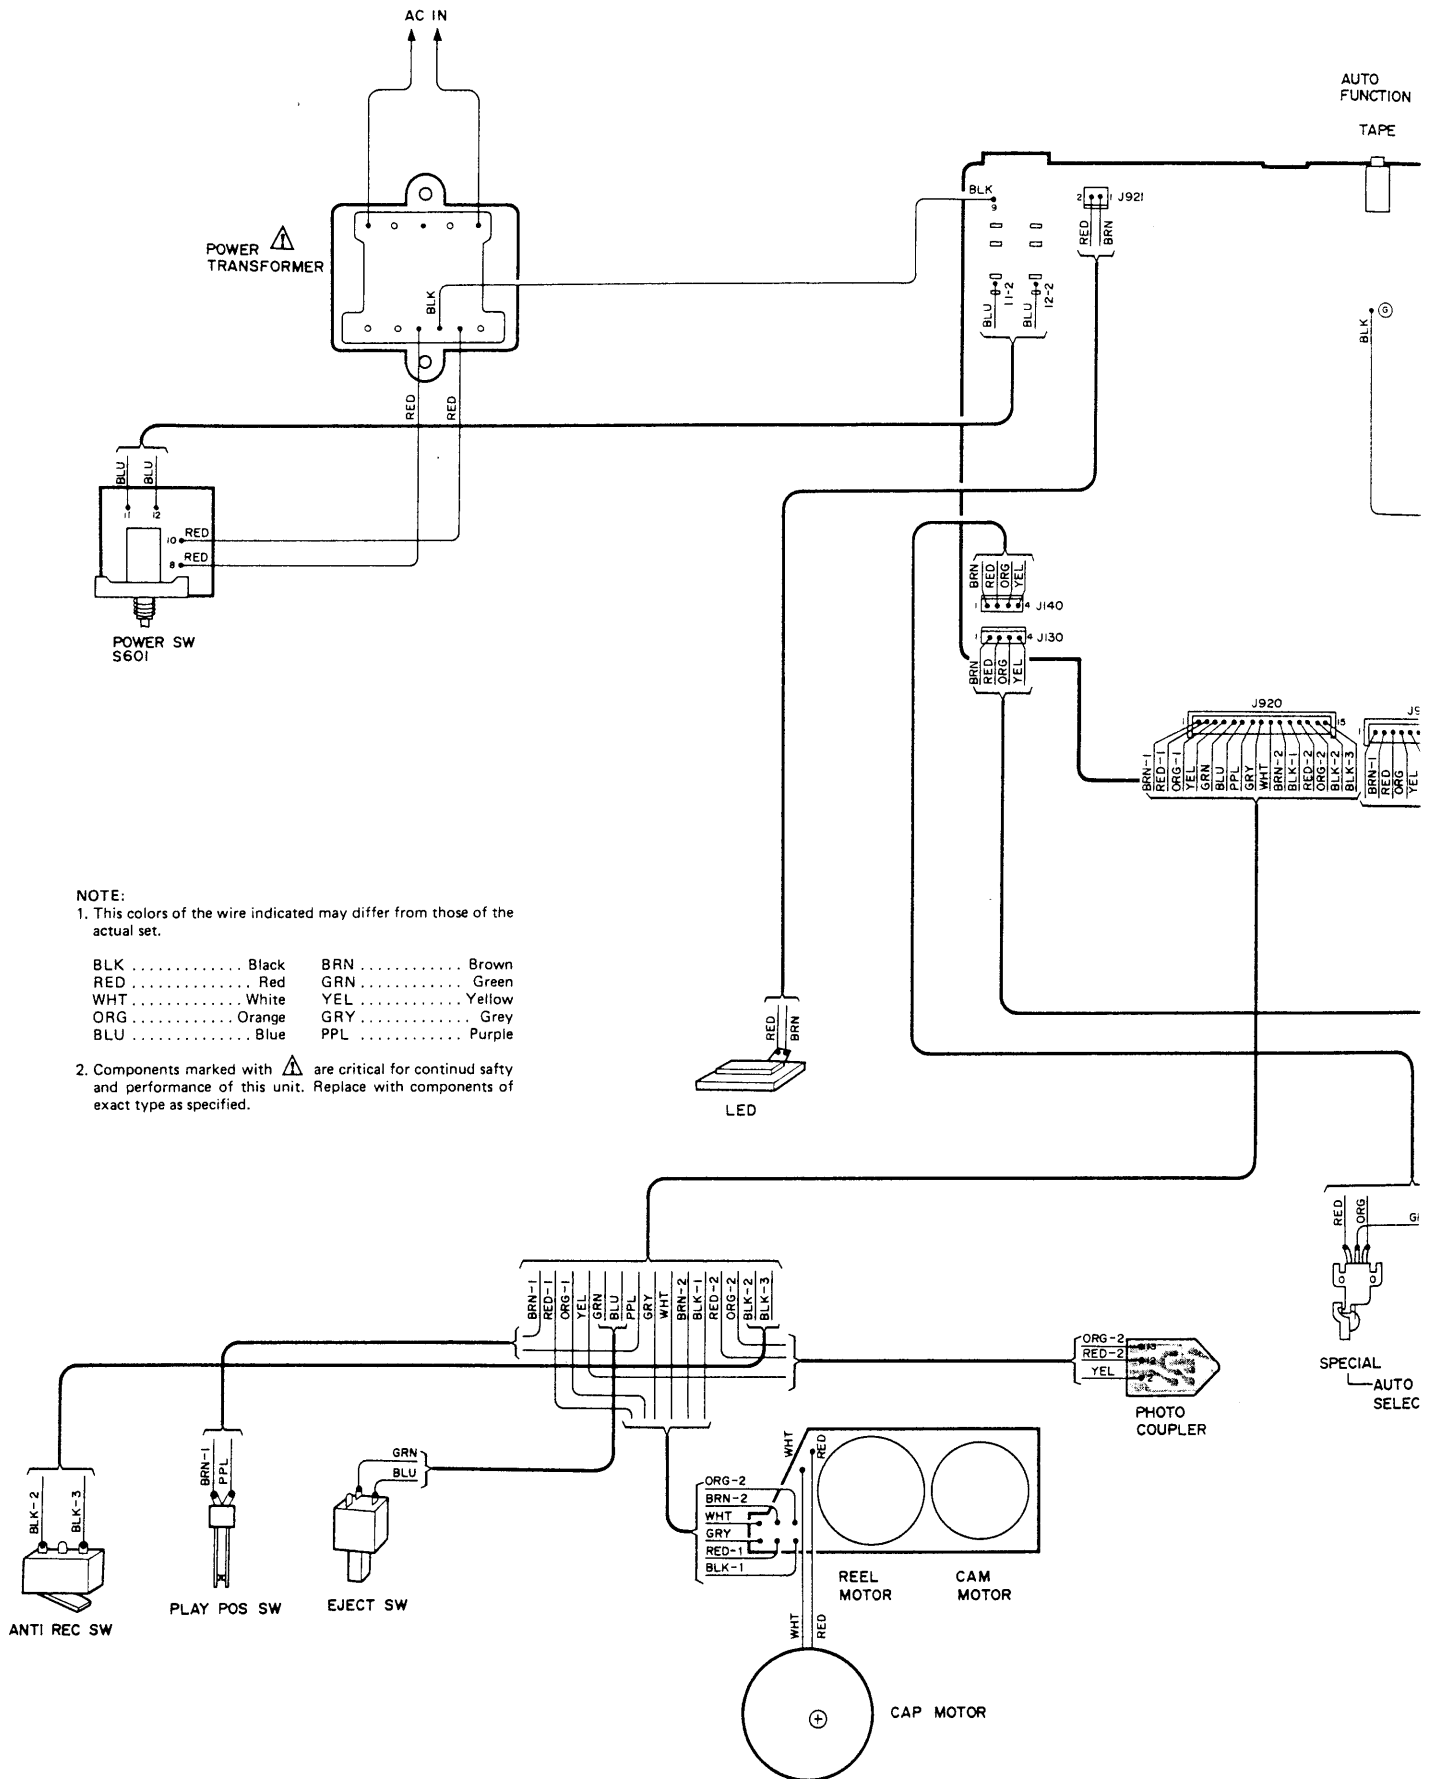 AC IN
AUTO
FUNCTION
TAPE
BLK
9
2
1
J921
RED
BRN
POWER
TRANSFORMER
BLK
BLU
11-2
BLU
12-2
G
BLK
RED
RED
BLU
BLU
11
12
10
RED
8
RED
POWER SW
S601
BRN
RED
ORG
YEL
1
4
J140
1
4
J130
BRN
RED
ORG
YEL
J920
1
15
BRN-1
RED-1
ORG-1
YEL
GRN
BLU
PPL
GRY
WHT
BRN-2
BLK-1
RED-2
ORG-2
BLK-2
BLK-3
1
BRN-1
RED
ORG
YEL
NOTE:
1. This colors of the wire indicated may differ from those of the
actual set.
BLK ............. Black BRN ............ Brown
RED .............. Red GRN ............ Green
WHT ............. White YEL ............ Yellow
ORG ............ Orange GRY ............. Grey
BLU .............. Blue PPL ............ Purple
2. Components marked with ⚠ are critical for continud safty
and performance of this unit. Replace with components of
exact type as specified.
RED
BRN
LED
RED
ORG
SPECIAL
AUTO
SELEC
BRN-1
RED-1
ORG-1
YEL
GRN
BLU
PPL
GRY
WHT
BRN-2
BLK-1
RED-2
ORG-2
BLK-2
BLK-3
ORG-2
13
RED-2
12
YEL
2
PHOTO
COUPLER
BLK-2
BLK-3
ANTI REC SW
BRN-1
PPL
PLAY POS SW
GRN
BLU
EJECT SW
WHT
RED
ORG-2
BRN-2
WHT
GRY
RED-1
BLK-1
REEL
MOTOR
CAM
MOTOR
WHT
RED
CAP MOTOR